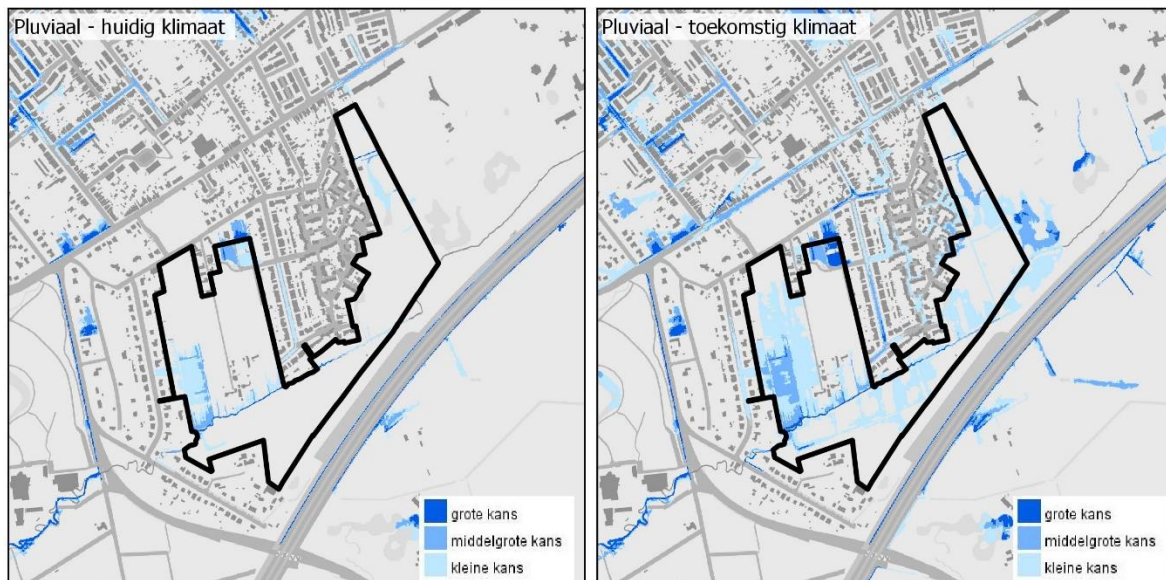 Pluviaal - huidig klimaat
grote kans
middelgrote kans
kleine kans
Pluviaal - toekomstig klimaat
grote kans
middelgrote kans
kleine kans